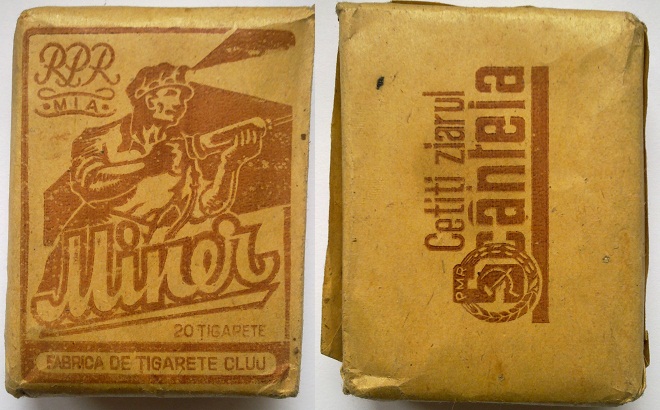 RPR
• MIA •
Miner
20 ȚIGARETE
FABRICA DE ȚIGARETE CLUJ
Cetiți ziarul
Scânteia
PMR